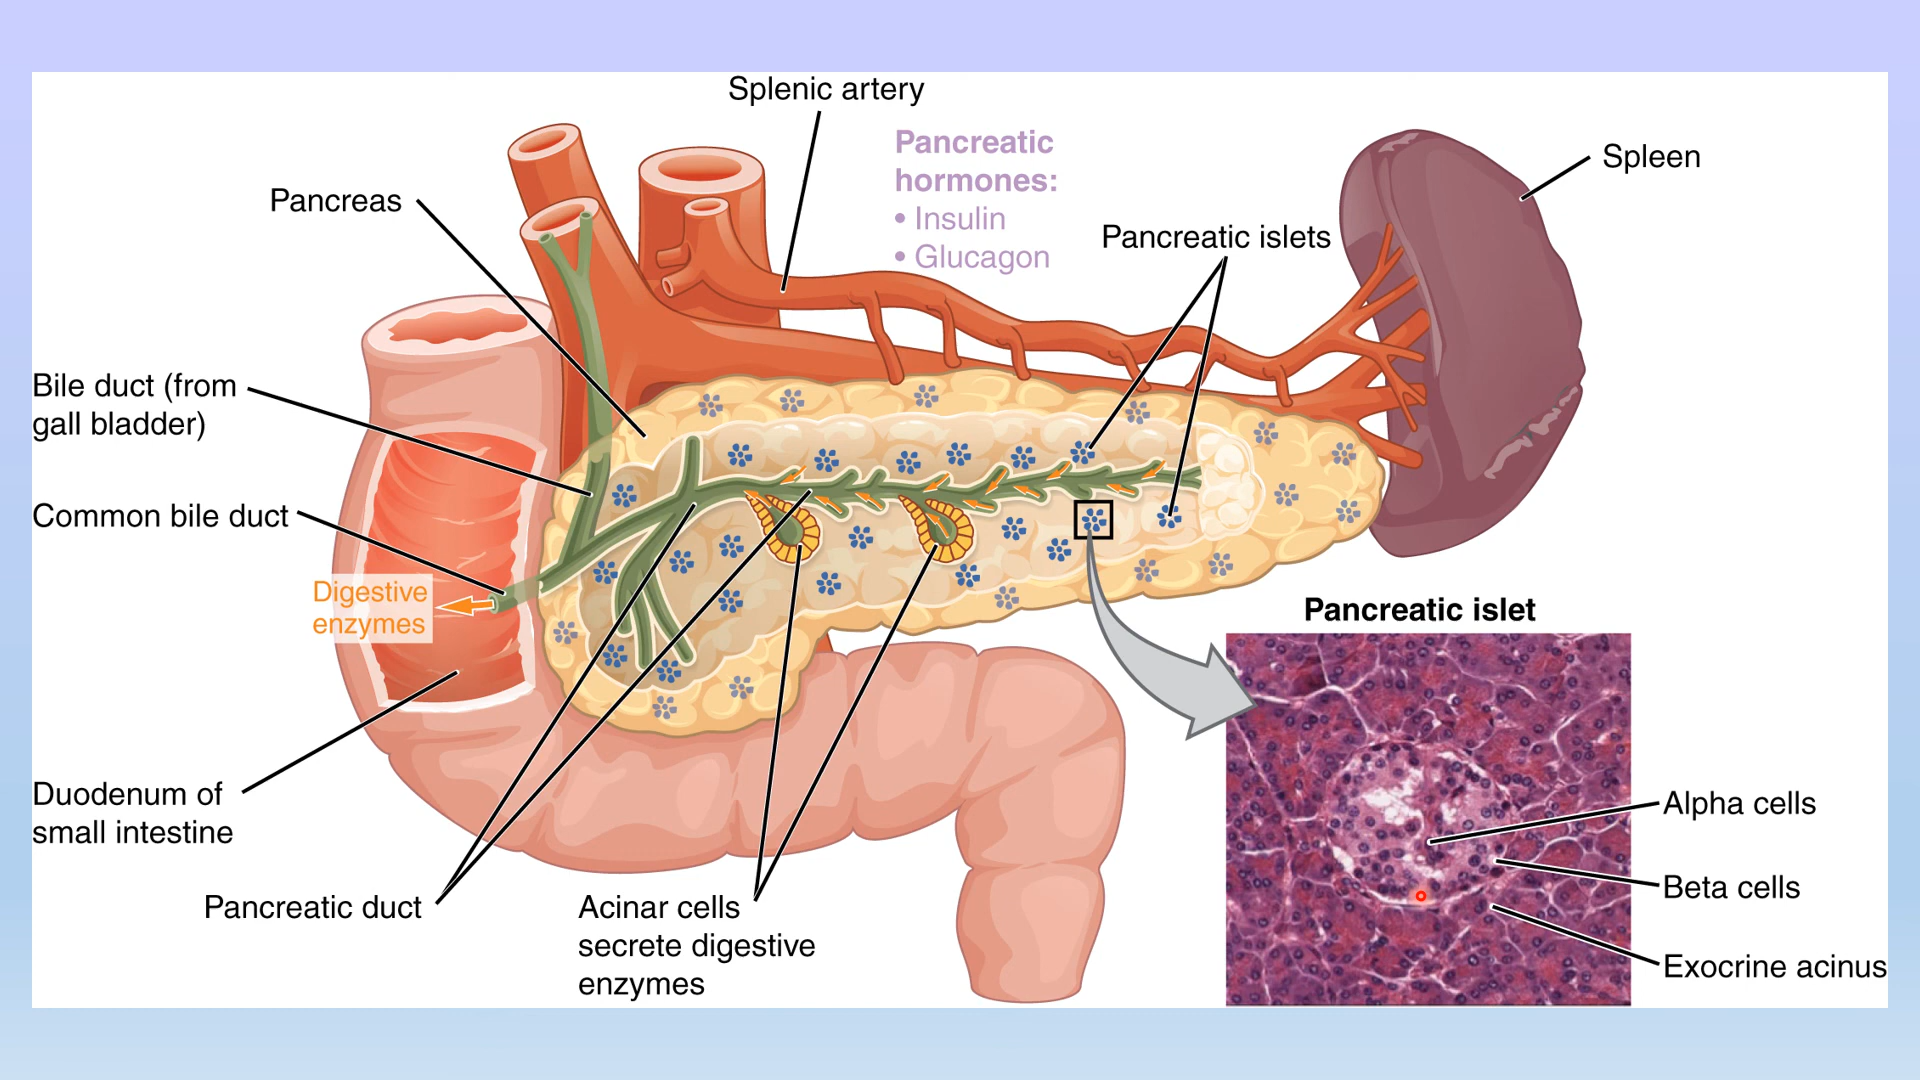 Splenic artery
Pancreatic
hormones:
• Insulin
• Glucagon
Spleen
Pancreas
Pancreatic islets
Bile duct (from
gall bladder)
Common bile duct
Digestive
enzymes
Pancreatic islet
Duodenum of
small intestine
Alpha cells
Beta cells
Pancreatic duct
Acinar cells
secrete digestive
enzymes
Exocrine acinus